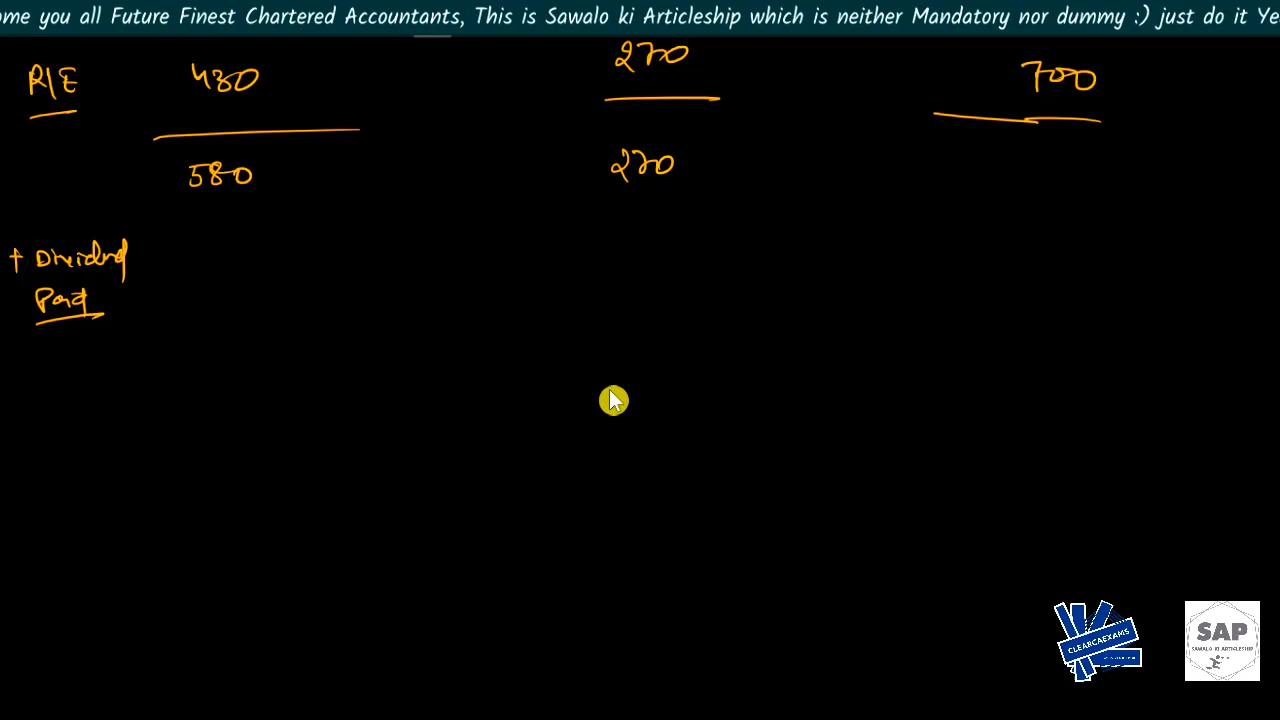 ome you all Future Finest Chartered Accountants, This is Sawalo ki Articleship which is neither Mandatory nor dummy :) just do it Ye
R/E 430 270 700
580 270
+ Dividend
Paid
CLEARCAEXAMS
SAP
SAWALO KI ARTICLESHIP